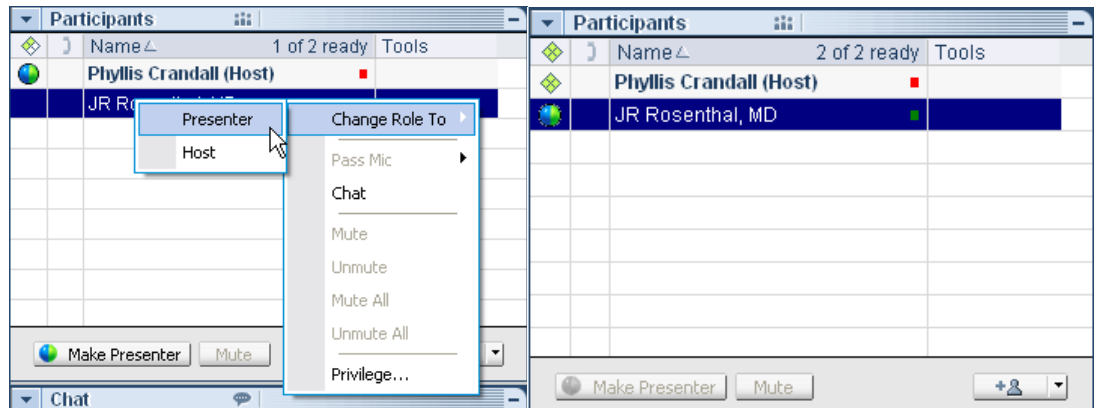 Participants
Name 1 of 2 ready Tools
Phyllis Crandall (Host)
JR
Presenter
Host
Change Role To
Pass Mic
Chat
Mute
Unmute
Mute All
Unmute All
Privilege...
Make Presenter Mute
Chat
Participants
Name 2 of 2 ready Tools
Phyllis Crandall (Host)
JR Rosenthal, MD
Make Presenter Mute